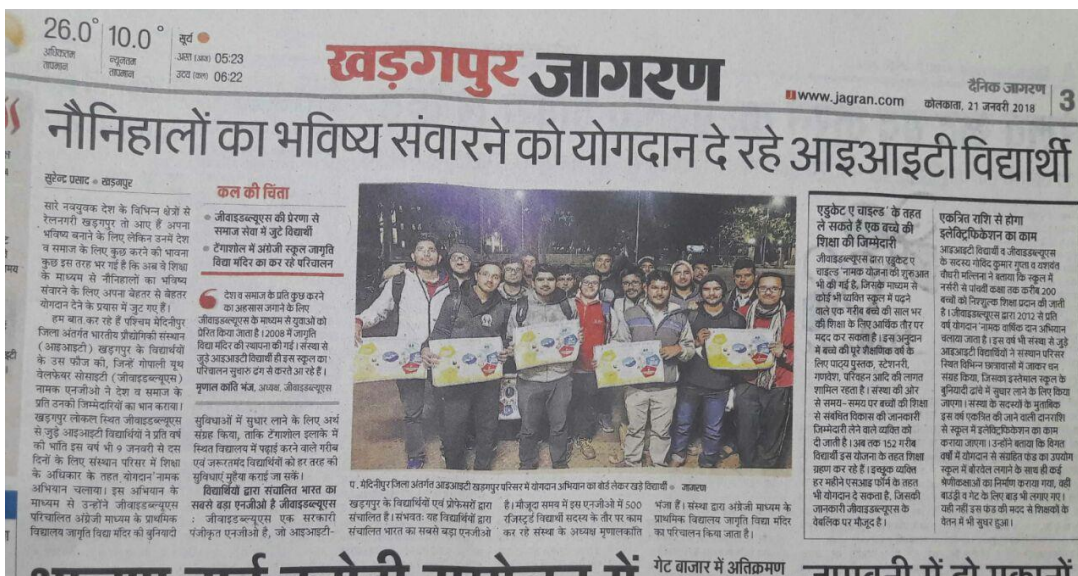 26.0°
अधिकतम
तापमान
10.0°
न्यूनतम
तापमान
सूर्य
अस्त (आज) 05:23
उदय (कल) 06:22
खड़गपुर जागरण
www.jagran.com
दैनिक जागरण
कोलकाता, 21 जनवरी 2018
3
नौनिहालों का भविष्य संवारने को योगदान दे रहे आइआइटी विद्यार्थी
सुरेन्द्र प्रसाद • खड़गपुर
सारे नवयुवक देश के विभिन्न क्षेत्रों से
रेलनगरी खड़गपुर तो आए हैं अपना
भविष्य बनाने के लिए लेकिन उनमें देश
व समाज के लिए कुछ करने की भावना
कुछ इस तरह भर गई है कि अब वे शिक्षा
के माध्यम से नौनिहालों का भविष्य
संवारने के लिए अपना बेहतर से बेहतर
योगदान देने के प्रयास में जुट गए हैं।
हम बात कर रहे हैं पश्चिम मेदिनीपुर
जिला अंतर्गत भारतीय प्रौद्योगिकी संस्थान
(आइआइटी) खड़गपुर के विद्यार्थियों
के उस फौज की, जिन्हें गोपाली यूथ
वेलफेयर सोसाइटी (जीवाइडब्ल्यूएस)
नामक एनजीओ ने देश व समाज के
प्रति उनकी जिम्मेदारियों का भान कराया।
खड़गपुर लोकल स्थित जीवाइडब्ल्यूएस
से जुड़े आइआइटी विद्यार्थियों ने प्रति वर्ष
की भांति इस वर्ष भी 9 जनवरी से दस
दिनों के लिए संस्थान परिसर में शिक्षा
के अधिकार के तहत 'योगदान' नामक
अभियान चलाया। इस अभियान के
माध्यम से उन्होंने जीवाइडब्ल्यूएस
परिचालित अंग्रेजी माध्यम के प्राथमिक
विद्यालय जागृति विद्या मंदिर की बुनियादी
कल की चिंता
• जीवाइडब्ल्यूएस की प्रेरणा से
समाज सेवा में जुटे विद्यार्थी
• टेंगाशोल में अंग्रेजी स्कूल जागृति
विद्या मंदिर का कर रहे परिचालन
देश व समाज के प्रति कुछ करने
का अहसास जगाने के लिए
जीवाइडब्ल्यूएस के माध्यम से युवाओं को
प्रेरित किया जाता है। 2008 में जागृति
विद्या मंदिर की स्थापना की गई। संस्था से
जुड़े आइआइटी विद्यार्थी ही इस स्कूल का
परिचालन सुचारु ढंग से करते आ रहे हैं।
मृणाल कांति भंज, अध्यक्ष, जीवाइडब्ल्यूएस
सुविधाओं में सुधार लाने के लिए अर्थ
संग्रह किया, ताकि टेंगाशोल इलाके में
स्थित विद्यालय में पढ़ाई करने वाले गरीब
एवं जरूरतमंद विद्यार्थियों को हर तरह की
सुविधाएं मुहैया कराई जा सकें।
विद्यार्थियों द्वारा संचालित भारत का
सबसे बड़ा एनजीओ है जीवाइडब्ल्यूएस
: जीवाइडब्ल्यूएस एक सरकारी
पंजीकृत एनजीओ है, जो आइआइटी-
प. मेदिनीपुर जिला अंतर्गत आइआइटी खड़गपुर परिसर में योगदान अभियान का बोर्ड लेकर खड़े विद्यार्थी • जागरण
खड़गपुर के विद्यार्थियों एवं प्रोफेसरों द्वारा
संचालित है। संभवत: यह विद्यार्थियों द्वारा
संचालित भारत का सबसे बड़ा एनजीओ
है। मौजूदा समय में इस एनजीओ में 500
रजिस्टर्ड विद्यार्थी सदस्य के तौर पर काम
कर रहे संस्था के अध्यक्ष मृणालकांति
भंजा हैं। संस्था द्वारा अंग्रेजी माध्यम के
प्राथमिक विद्यालय जागृति विद्या मंदिर
का परिचालन किया जाता है।
एडुकेट ए चाइल्ड' के तहत
ले सकते हैं एक बच्चे की
शिक्षा की जिम्मेदारी
जीवाइडब्ल्यूएस द्वारा एडुकेट ए
चाइल्ड 'नामक योजना की शुरुआत
भी की गई है, जिसके माध्यम से
कोई भी व्यक्ति स्कूल में पढ़ने
वाले एक गरीब बच्चे की साल भर
की शिक्षा के लिए आर्थिक तौर पर
मदद कर सकता है। इस अनुदान
में बच्चे की पूरे शैक्षणिक वर्ष के
लिए पाठ्य पुस्तक, स्टेशनरी,
गणवेश, परिवहन आदि की लागत
शामिल रहता है। संस्था की ओर
से समय-समय पर बच्चों की शिक्षा
से संबंधित विकास की जानकारी
जिम्मेदारी लेने वाले व्यक्ति को
दी जाती है। अब तक 152 गरीब
विद्यार्थी इस योजना के तहत शिक्षा
ग्रहण कर रहे हैं। इच्छुक व्यक्ति
हर महीने एसआइ फॉर्म के तहत
भी योगदान दे सकता है, जिसकी
जानकारी जीवाइडब्ल्यूएस के
वेबलिंक पर मौजूद है।
एकत्रित राशि से होगा
इलेक्ट्रिफिकेशन का काम
आइआइटी विद्यार्थी व जीवाइडब्ल्यूएस
के सदस्य गोविंद कुमार गुप्ता व यशवंत
चौधरी मल्लिना ने बताया कि स्कूल में
नर्सरी से पांचवीं कक्षा तक करीब 200
बच्चों को निःशुल्क शिक्षा प्रदान की जाती
है। जीवाइडब्ल्यूएस द्वारा 2012 से प्रति
वर्ष योगदान 'नामक वार्षिक दान अभियान
चलाया जाता है। इस वर्ष भी संस्था से जुड़े
आइआइटी विद्यार्थियों ने संस्थान परिसर
स्थित विभिन्न छात्रावासों में जाकर धन
संग्रह किया, जिसका इस्तेमाल स्कूल के
बुनियादी ढांचे में सुधार लाने के लिए किया
जाएगा। संस्था के सदस्यों के मुताबिक
इस वर्ष एकत्रित की जाने वाली दानराशि
से स्कूल में इलेक्ट्रिफिकेशन का काम
कराया जाएगा। उन्होंने बताया कि विगत
वर्षों में योगदान से संग्रहित फंड का उपयोग
स्कूल में बोरवेल लगाने के साथ ही कई
श्रेणीकक्षाओं का निर्माण कराया गया, वहीं
बाउंड्री व गेट के लिए बाड़ भी लगाए गए।
यही नहीं इस फंड की मदद से शिक्षकों के
वेतन में भी सुधार हुआ।
गेट बाजार में अतिक्रमण